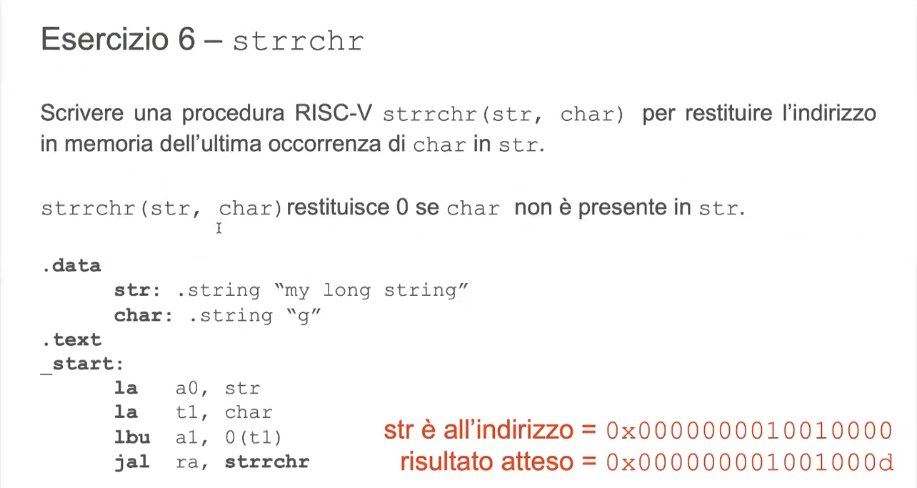 Esercizio 6 – strrchr
Scrivere una procedura RISC-V strrchr(str, char) per restituire l'indirizzo
in memoria dell'ultima occorrenza di char in str.
strrchr(str, char)restituisce 0 se char non è presente in str.
.data
str: .string “my long string”
char: .string “g”
.text
_start:
la a0, str
la t1, char
lbu a1, 0(t1)
jal ra, strrchr
str è all'indirizzo = 0x0000000010010000
risultato atteso = 0x000000001001000d